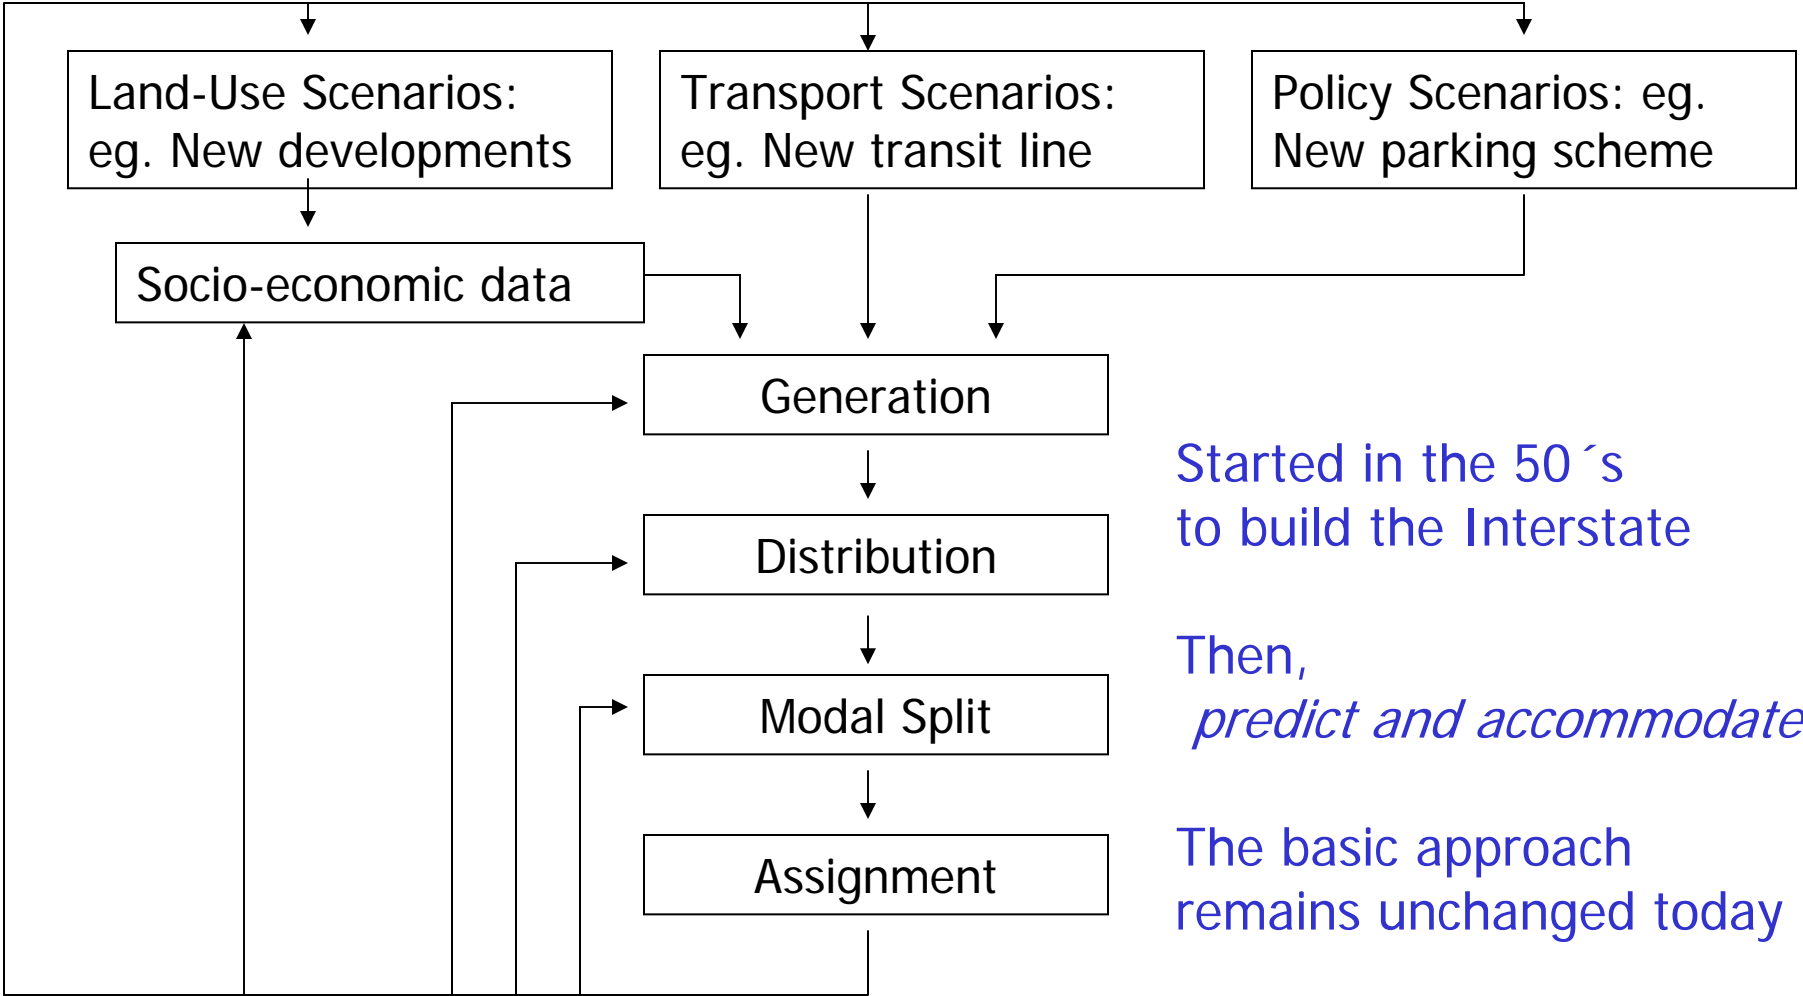 Land-Use Scenarios:
eg. New developments
Transport Scenarios:
eg. New transit line
Policy Scenarios: eg.
New parking scheme
Socio-economic data
Generation
Distribution
Modal Split
Assignment
Started in the 50´s
to build the Interstate
Then,
predict and accommodate
The basic approach
remains unchanged today